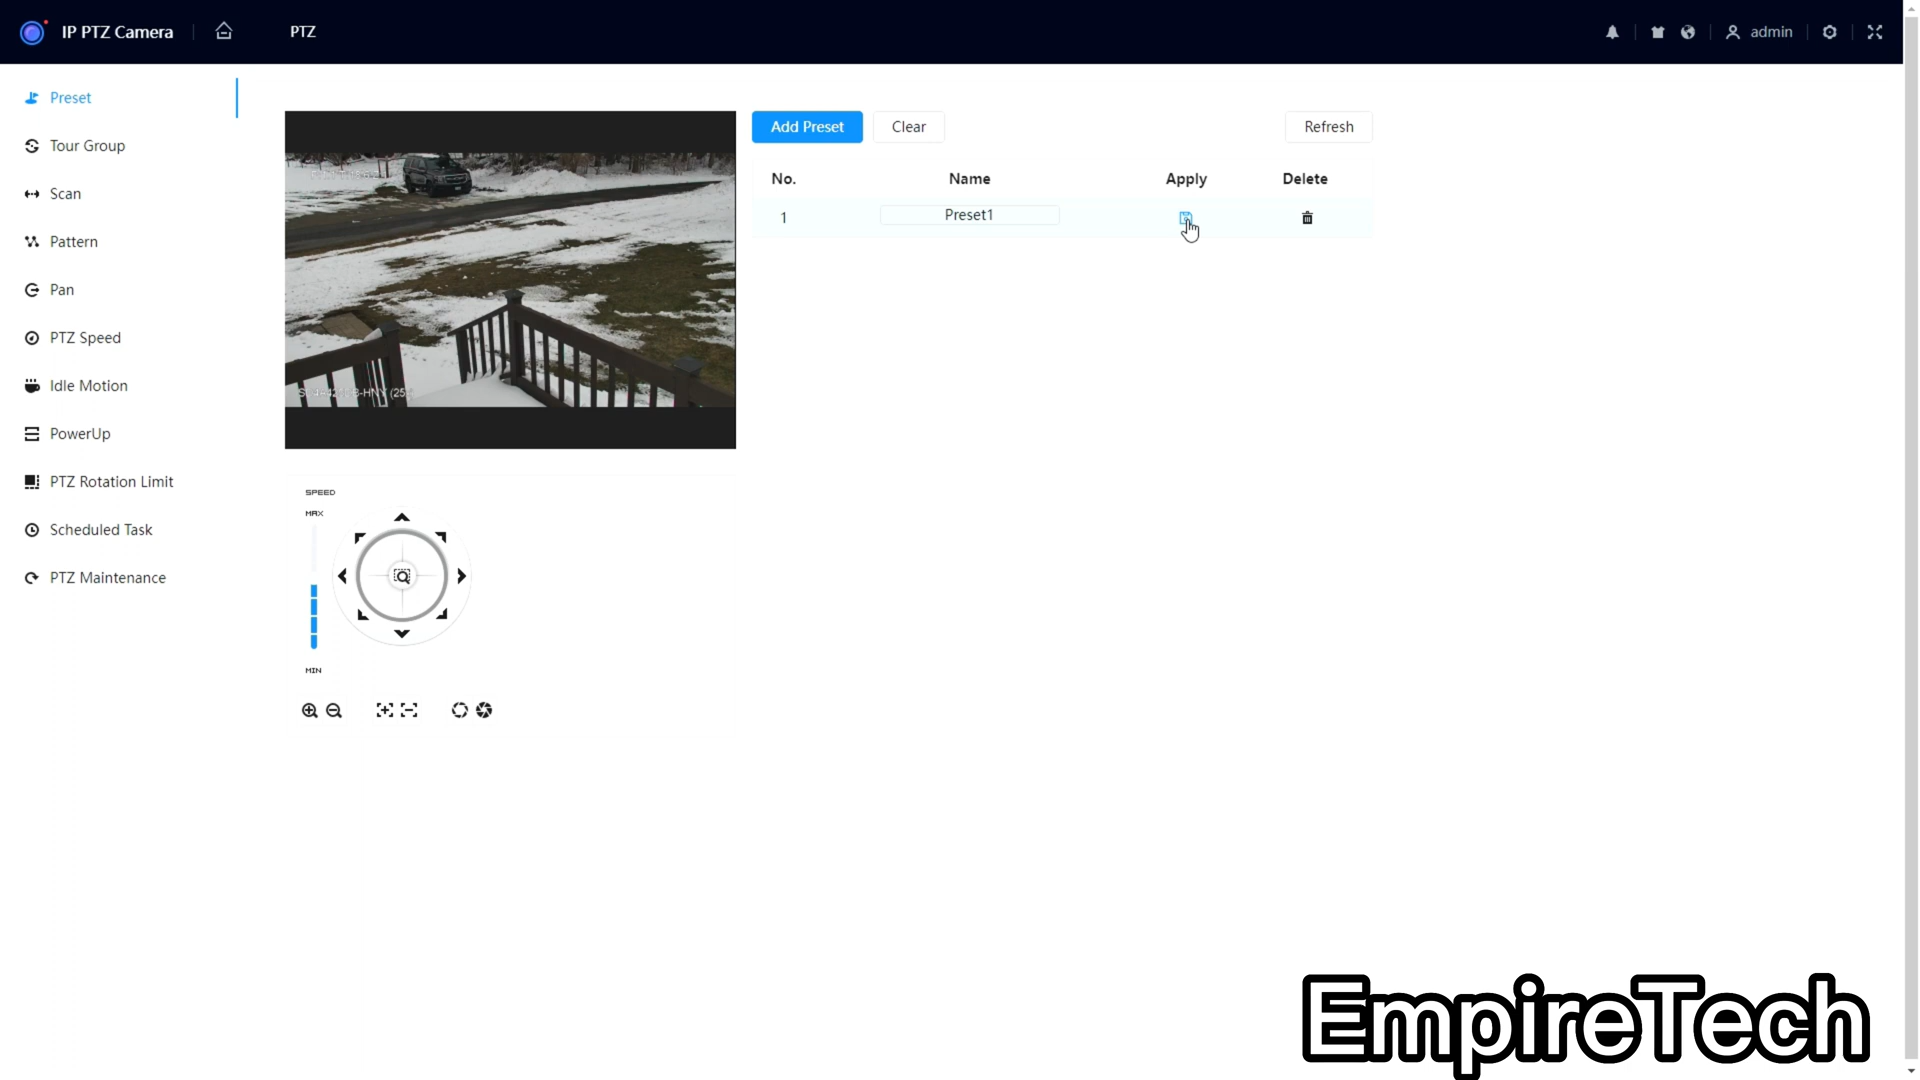 IP PTZ Camera
PTZ
admin
Preset
Tour Group
Scan
Pattern
Pan
PTZ Speed
Idle Motion
PowerUp
PTZ Rotation Limit
Scheduled Task
PTZ Maintenance
Add Preset
Clear
Refresh
No.
Name
Apply
Delete
1
Preset1
SPEED
MAX
MIN
EmpireTech